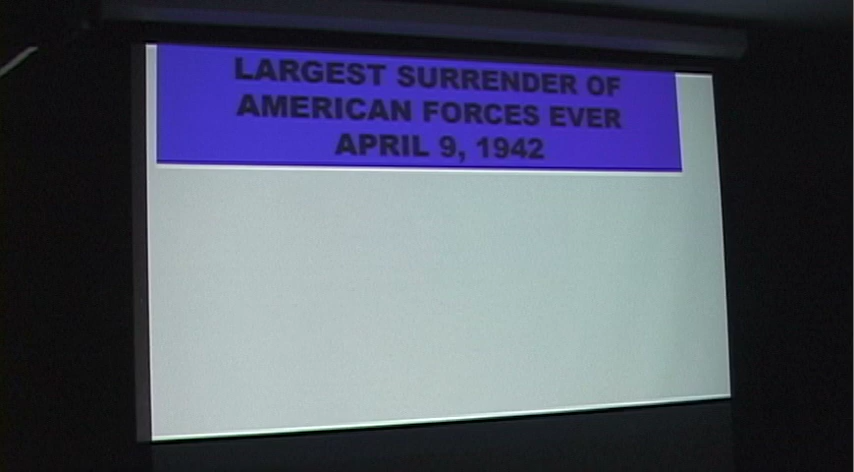 LARGEST SURRENDER OF
AMERICAN FORCES EVER
APRIL 9, 1942